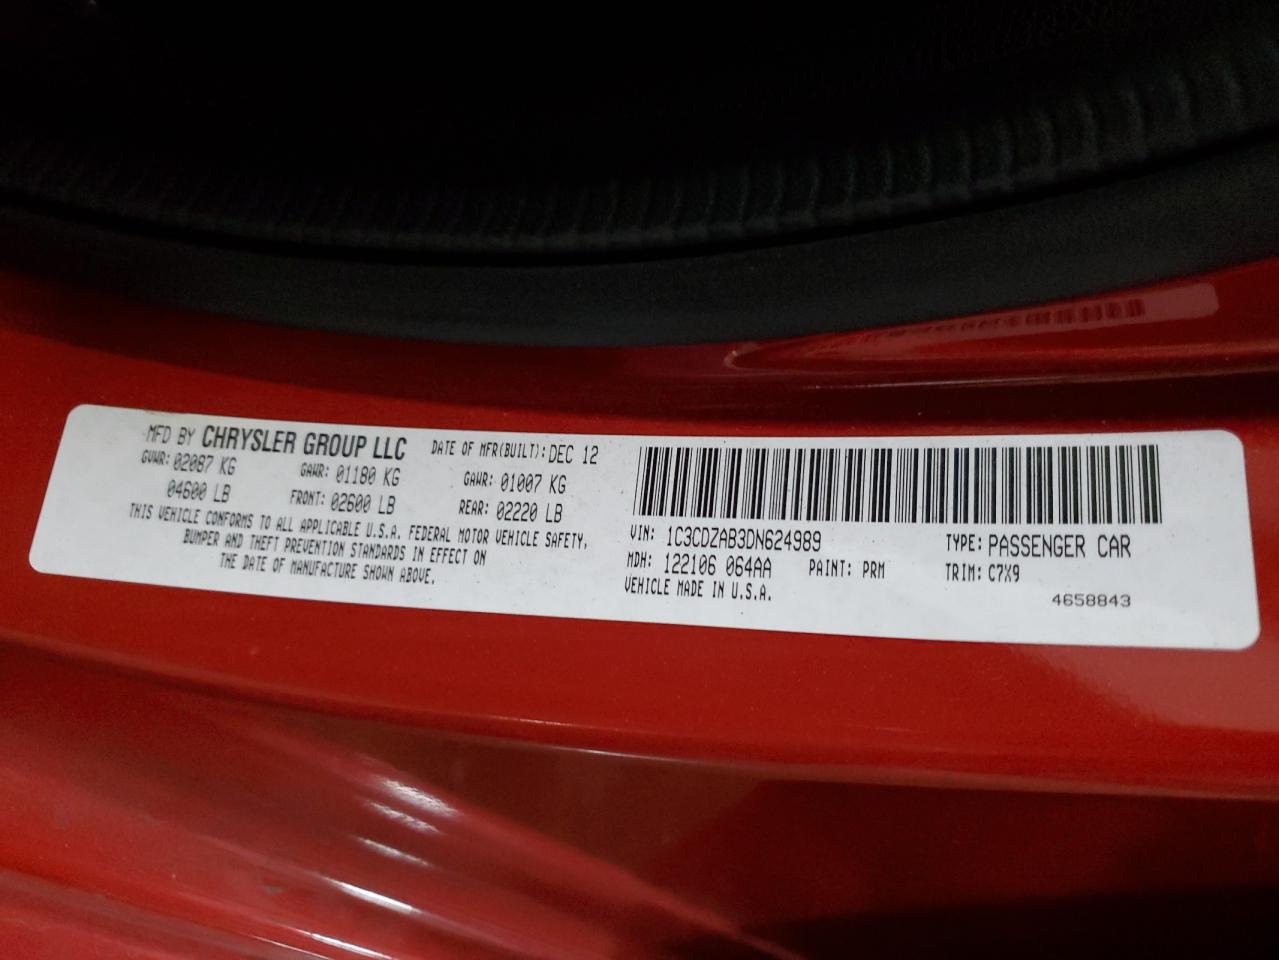 MFD BY CHRYSLER GROUP LLC DATE OF MFR(BUILT): DEC 12
GVWR: 02087 KG GAWR: 01180 KG GAWR: 01007 KG
04600 LB FRONT: 02600 LB REAR: 02220 LB
THIS VEHICLE CONFORMS TO ALL APPLICABLE U.S.A. FEDERAL MOTOR VEHICLE SAFETY,
BUMPER AND THEFT PREVENTION STANDARDS IN EFFECT ON
THE DATE OF MANUFACTURE SHOWN ABOVE.
VIN: 1C3CDZAB3DN624989 TYPE: PASSENGER CAR
MDH: 122106 064AA PAINT: PRM TRIM: C7X9
VEHICLE MADE IN U.S.A.
4658843